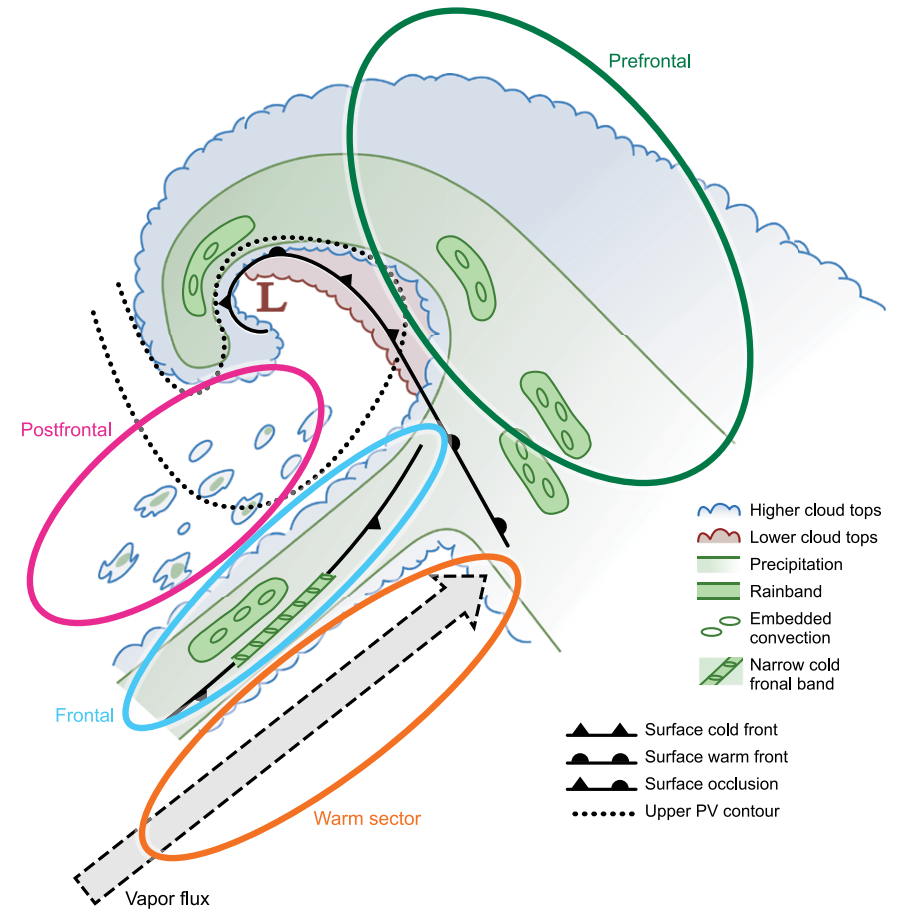 Prefrontal
L
Postfrontal
Higher cloud tops
Lower cloud tops
Precipitation
Rainband
Embedded
convection
Narrow cold
fronal band
Frontal
Surface cold front
Surface warm front
Surface occlusion
Upper PV contour
Warm sector
Vapor flux